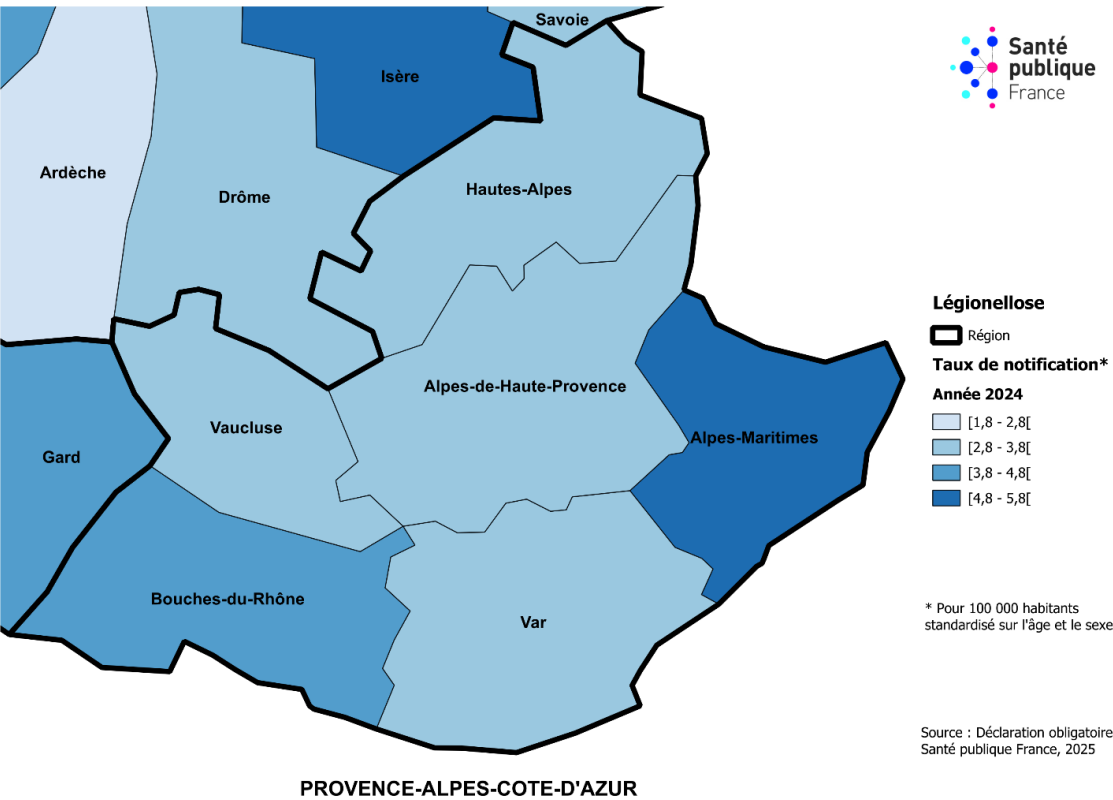 Savoie
Santé
publique
France
Isère
Ardèche
Hautes-Alpes
Drôme
Légionellose
Région
Taux de notification*
Alpes-de-Haute-Provence
Année 2024
[1,8 - 2,8[
Vaucluse
Alpes-Maritimes
[2,8 - 3,8[
Gard
[3,8 - 4,8[
[4,8 - 5,8[
Bouches-du-Rhône
* Pour 100 000 habitants
standardisé sur l'âge et le sexe
Var
Source : Déclaration obligatoire
Santé publique France, 2025
PROVENCE-ALPES-COTE-D'AZUR